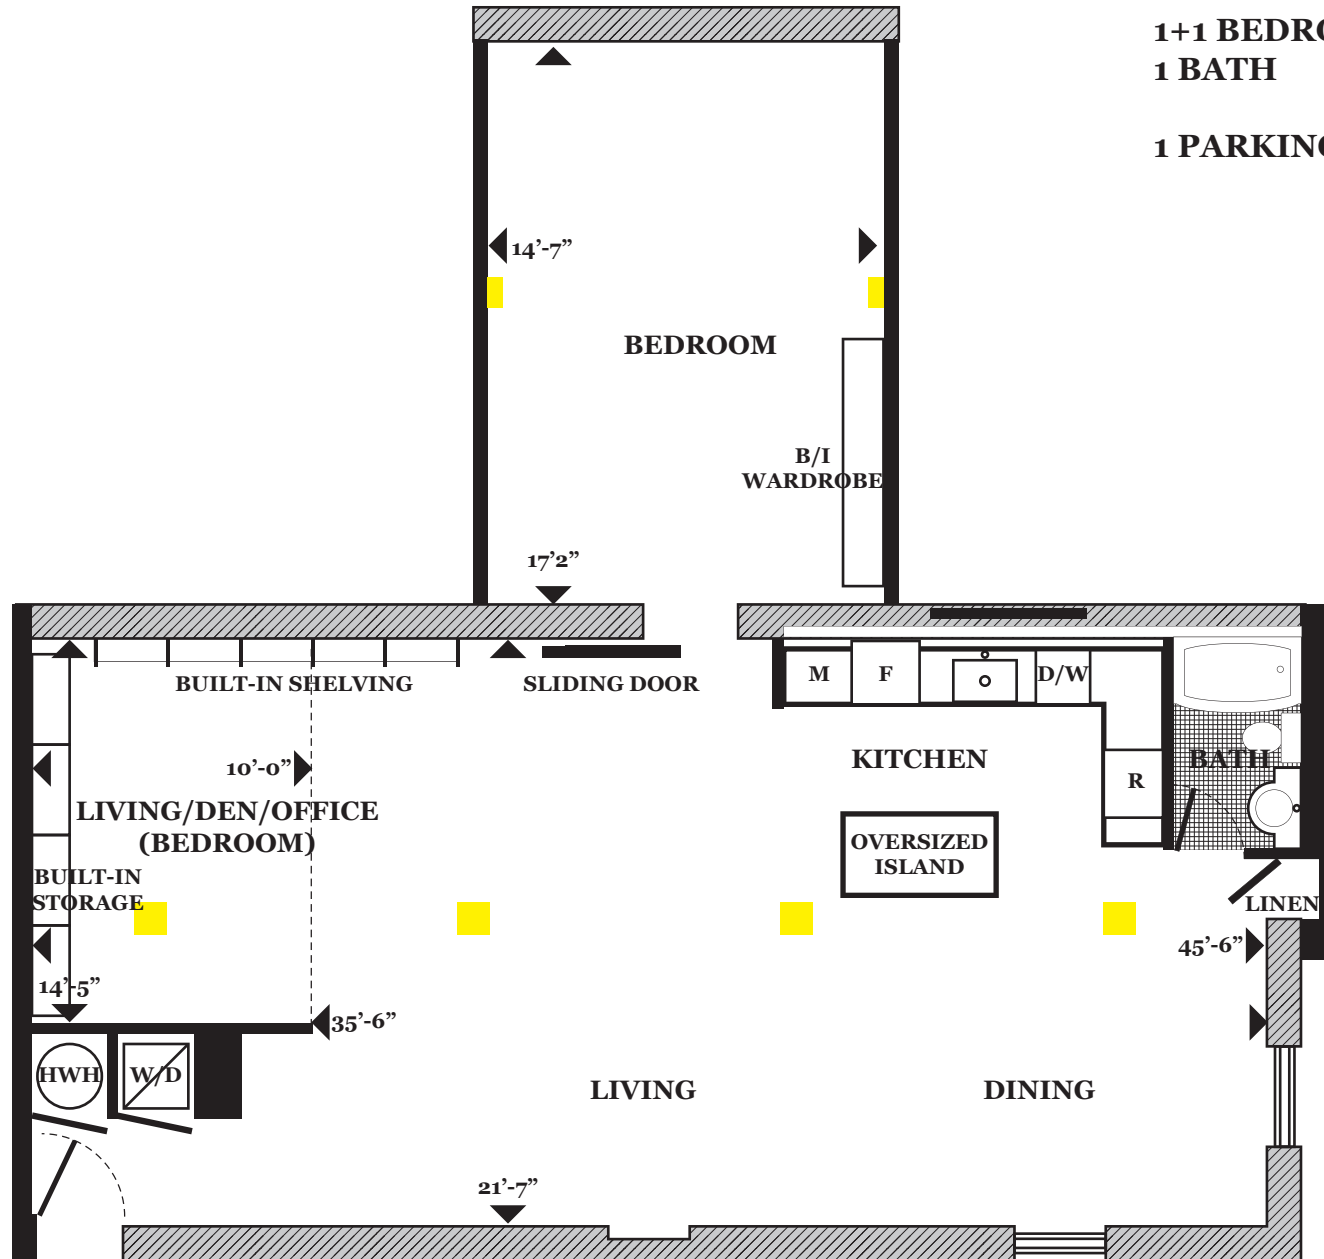 1+1 BEDRO
1 BATH
1 PARKING
14’-7”
BEDROOM
B/I
WARDROBE
17’2”
BUILT-IN SHELVING
SLIDING DOOR
M
F
D/W
10’-0”
KITCHEN
BATH
R
LIVING/DEN/OFFICE
(BEDROOM)
OVERSIZED
ISLAND
BUILT-IN
STORAGE
LINEN
45’-6”
14’-5”
35’-6”
HWH
W/D
LIVING
DINING
21’-7”